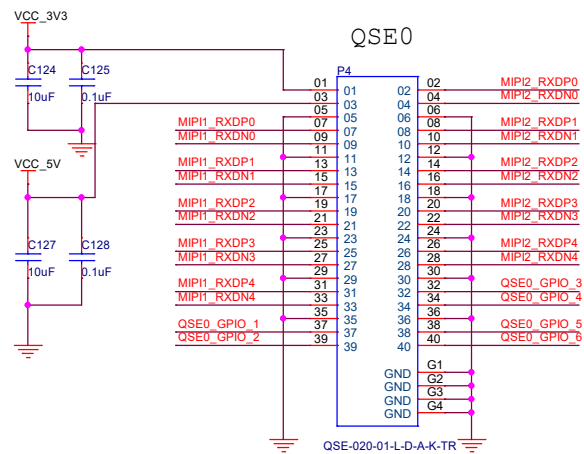 VCC_3V3
QSE0
C124
C125
10uF
0.1uF
VCC_5V
C127
C128
10uF
0.1uF
P4
01 01 02 02 MIPI2_RXDP0
03 03 04 04 MIPI2_RXDN0
05 05 06 06
MIPI1_RXDP0 07 07 08 08 MIPI2_RXDP1
MIPI1_RXDN0 09 09 10 10 MIPI2_RXDN1
11 11 12 12
MIPI1_RXDP1 13 13 14 14 MIPI2_RXDP2
MIPI1_RXDN1 15 15 16 16 MIPI2_RXDN2
17 17 18 18
MIPI1_RXDP2 19 19 20 20 MIPI2_RXDP3
MIPI1_RXDN2 21 21 22 22 MIPI2_RXDN3
23 23 24 24
MIPI1_RXDP3 25 25 26 26 MIPI2_RXDP4
MIPI1_RXDN3 27 27 28 28 MIPI2_RXDN4
29 29 30 30
MIPI1_RXDP4 31 31 32 32 QSE0_GPIO_3
MIPI1_RXDN4 33 33 34 34 QSE0_GPIO_4
35 35 36 36
QSE0_GPIO_1 37 37 38 38 QSE0_GPIO_5
QSE0_GPIO_2 39 39 40 40 QSE0_GPIO_6
GND G1
GND G2
GND G3
GND G4
QSE-020-01-L-D-A-K-TR